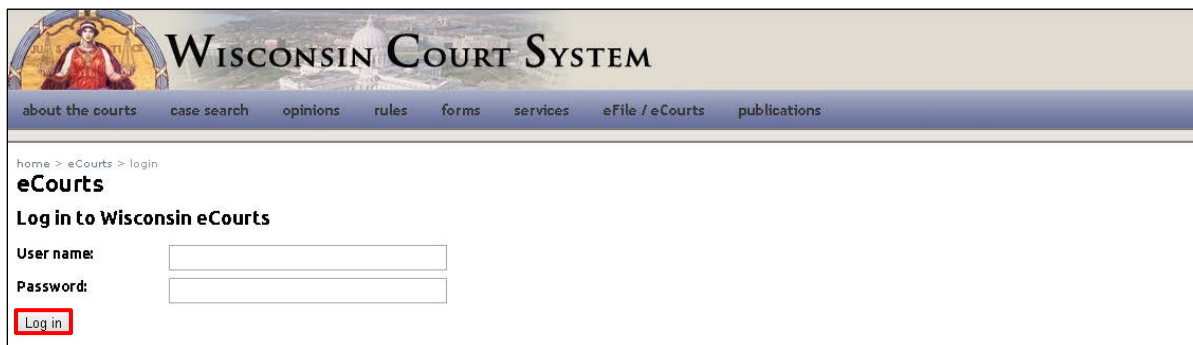 WISCONSIN COURT SYSTEM
about the courts case search opinions rules forms services eFile / eCourts publications
home > eCourts > login
eCourts
Log in to Wisconsin eCourts
User name:
Password:
Log in